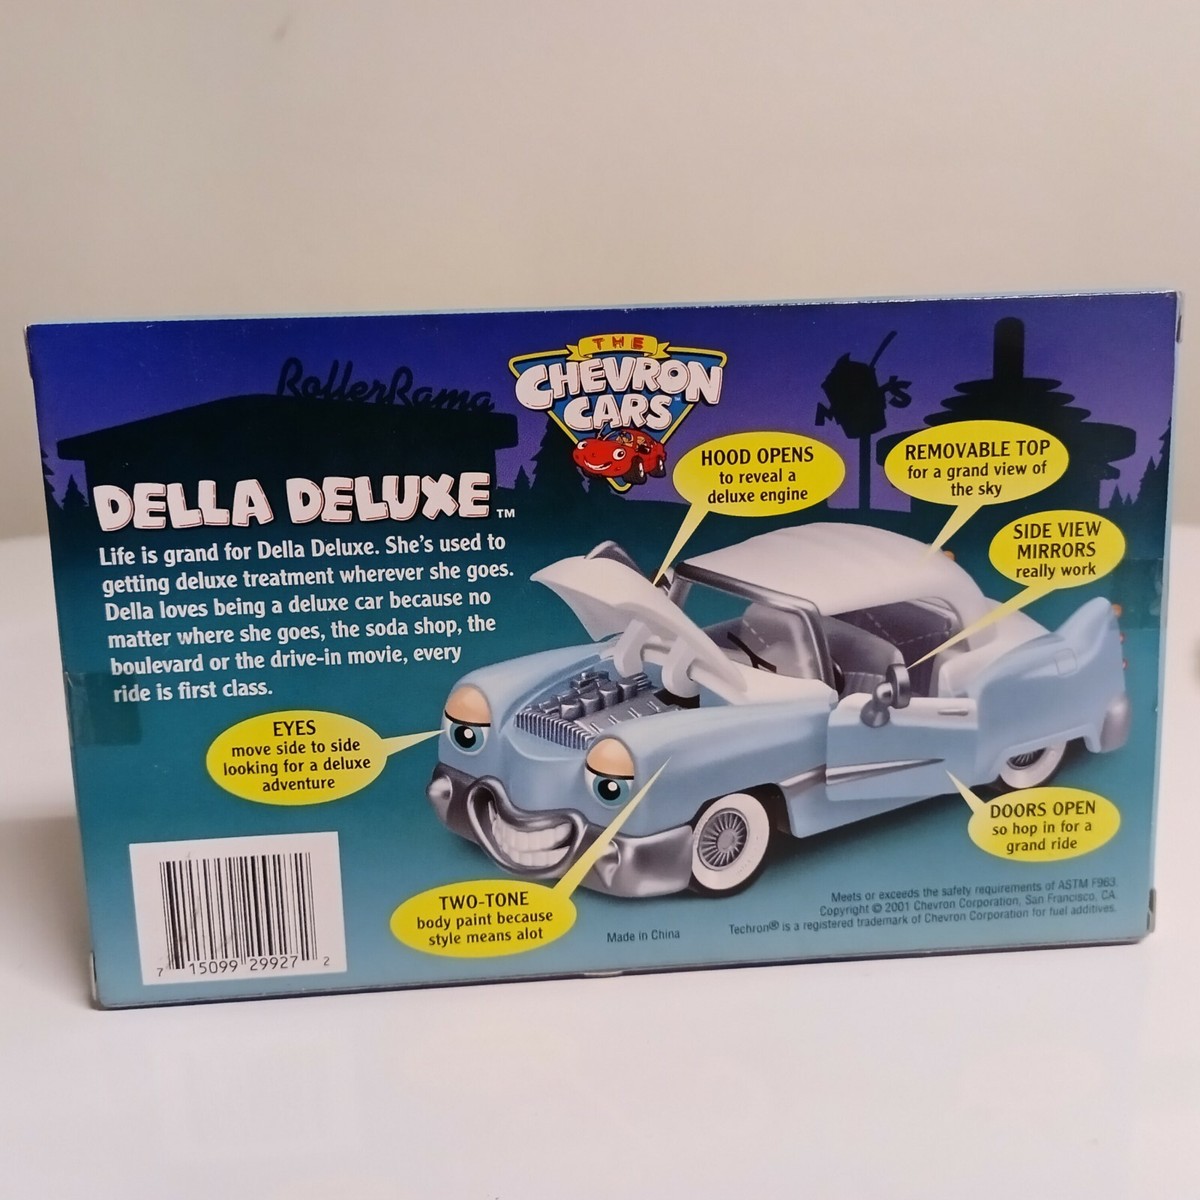 RollerRama
THE
CHEVRON
CARS™
M 's
DELLA DELUXE™
Life is grand for Della Deluxe. She's used to
getting deluxe treatment wherever she goes.
Della loves being a deluxe car because no
matter where she goes, the soda shop, the
boulevard or the drive-in movie, every
ride is first class.
HOOD OPENS
to reveal a
deluxe engine
REMOVABLE TOP
for a grand view of
the sky
SIDE VIEW
MIRRORS
really work
EYES
move side to side
looking for a deluxe
adventure
DOORS OPEN
so hop in for a
grand ride
TWO-TONE
body paint because
style means alot
Made in China
Meets or exceeds the safety requirements of ASTM F963.
Copyright © 2001 Chevron Corporation, San Francisco, CA.
Techron® is a registered trademark of Chevron Corporation for fuel additives.
7 15099 29927 2